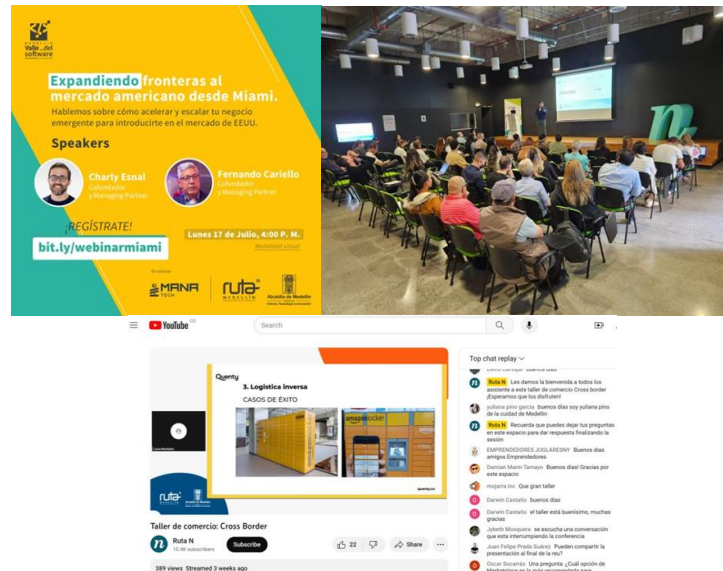 Valle del
software
Expandiendo fronteras al
mercado americano desde Miami.
Hablemos sobre cómo acelerar y escalar tu negocio
emergente para introducirte en el mercado de EEUU.
Speakers
Charly Esnal
Cofundador
y Managing Partner
Fernando Cariello
Cofundador
y Managing Partner
¡REGÍSTRATE!
bit.ly/webinarmiami
Lunes 17 de Julio, 4:00 P. M.
Modalidad virtual
MANA
TECH
ruta
MEDELLÍN
Alcaldía de Medellín
n
YouTube
Search
Quenty
3. Logística inversa
CASOS DE ÉXITO
amazon locker
ruta
Taller de comercio: Cross Border
Ruta N
10.4K subscribers
Subscribe
22
Share
389 views Streamed 3 weeks ago
Top chat replay
buenos días
Ruta N Les damos la bienvenida a todos los
asistente a este taller de comercio Cross border
¡Esperamos que los disfruten!
yuliana pino garcia buenos días soy yuliana pino
de la cuidad de Medellin
Ruta N Recuerda que puedes dejar tus preguntas
en este espacio para dar respuesta finalizando la
sesión
EMPRENDEDORES JUGLARESNY Buenos días
amigos Emprendedores
Damian Marin Tamayo Buenos días! Gracias por
este espacio
mojarra inc Que gran taller
Darwin Castaño buenos días
Darwin Castaño el taller está buenísimo, muchas
gracias
Jybeth Mosquera se escucha una conversación
que esta interrumpiendo la conferencia
Juan Felipe Prada Suárez Pueden compartir la
presentación al final de la reu?
Oscar Socarrás Una pregunta: ¿Cuál opción de